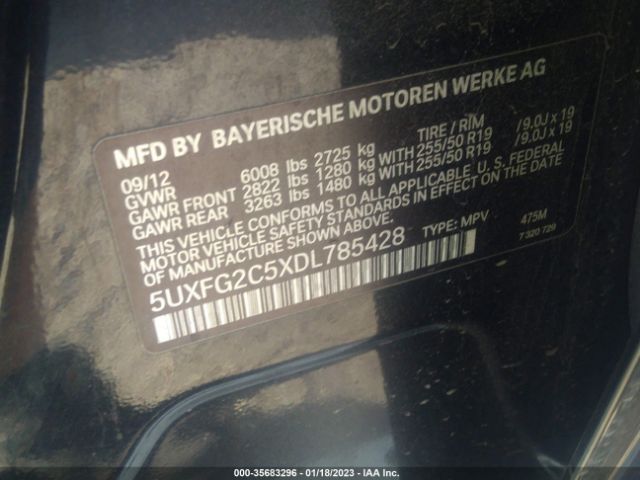 MFD BY BAYERISCHE MOTOREN WERKE AG
09/12 TIRE / RIM
GVWR 6008 lbs 2725 kg
GAWR FRONT 2822 lbs 1280 kg WITH 255/50 R19 /9.0J x 19
GAWR REAR 3263 lbs 1480 kg WITH 255/50 R19 /9.0J x 19
THIS VEHICLE CONFORMS TO ALL APPLICABLE U.S. FEDERAL
MOTOR VEHICLE SAFETY STANDARDS IN EFFECT ON THE DATE
OF MANUFACTURE SHOWN ABOVE.
5UXFG2C5XDL785428 TYPE: MPV 475M
7 320 729
000-35683296 - 01/18/2023 - IAA Inc.